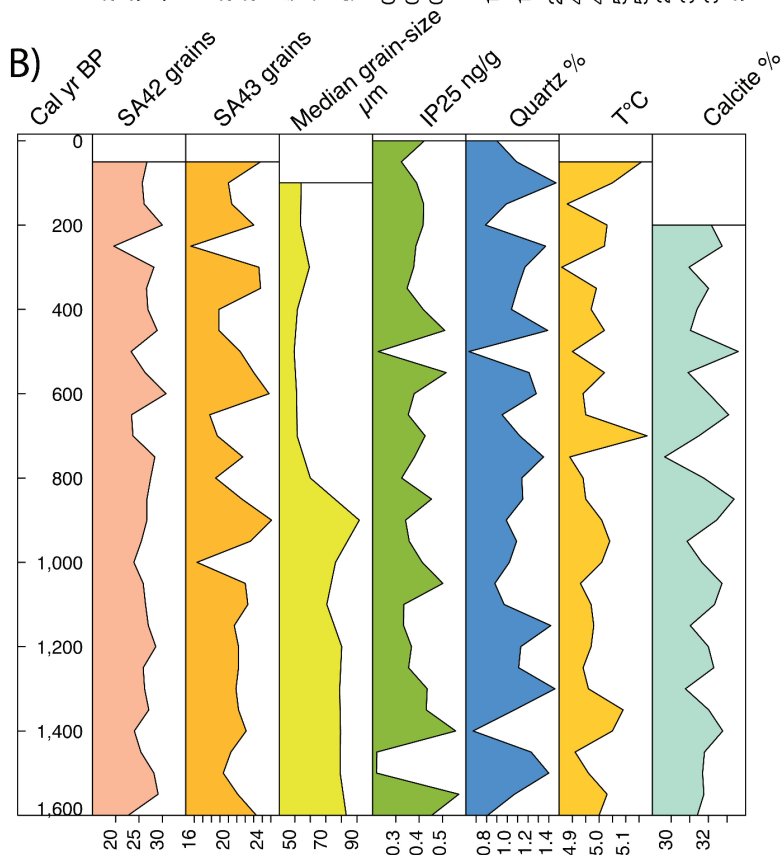 B)
Cal yr BP
SA42 grains
SA43 grains
Median grain-size
µm
IP25 ng/g
Quartz %
T°C
Calcite %
0
200
400
600
800
1,000
1,200
1,400
1,600
20 25 30 16 20 24 50 70 90 0.3 0.4 0.5 0.8 1.0 1.2 1.4 4.9 5.0 5.1 30 32